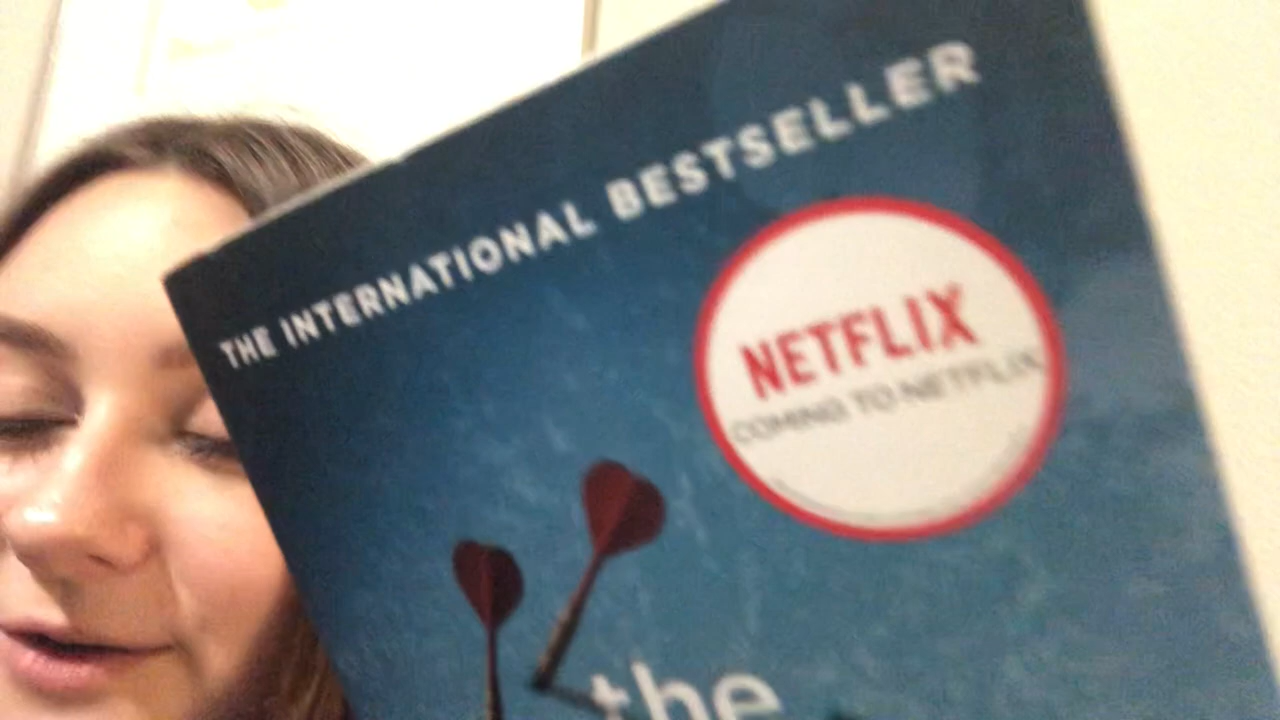 THE INTERNATIONAL BESTSELLER
NETFLIX
COMING TO NETFLIX
the